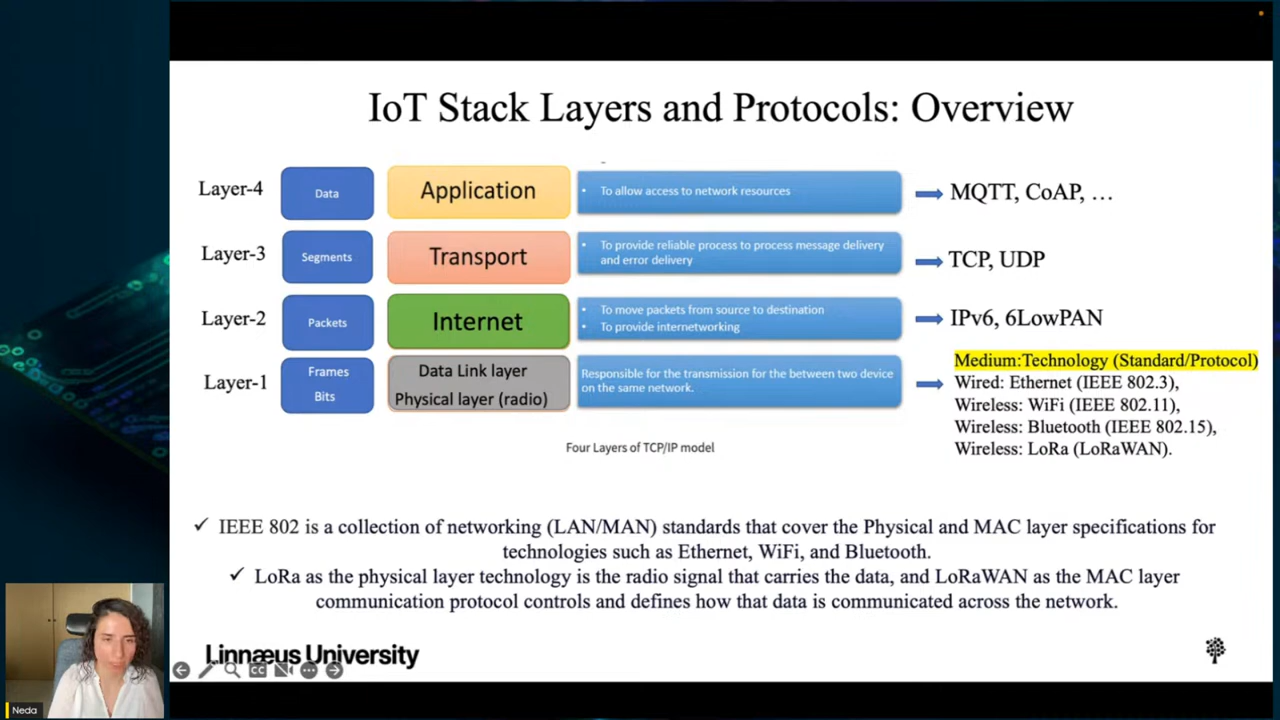 IoT Stack Layers and Protocols: Overview
Layer-4
Data
Application
• To allow access to network resources
MQTT, CoAP, …
Layer-3
Segments
Transport
• To provide reliable process to process message delivery
and error delivery
TCP, UDP
Layer-2
Packets
Internet
• To move packets from source to destination
• To provide internetworking
IPv6, 6LowPAN
Layer-1
Frames
Bits
Data Link layer
Physical layer (radio)
Responsible for the transmission for the between two device
on the same network.
Medium:Technology (Standard/Protocol)
Wired: Ethernet (IEEE 802.3),
Wireless: WiFi (IEEE 802.11),
Wireless: Bluetooth (IEEE 802.15),
Wireless: LoRa (LoRaWAN).
Four Layers of TCP/IP model
✓ IEEE 802 is a collection of networking (LAN/MAN) standards that cover the Physical and MAC layer specifications for
technologies such as Ethernet, WiFi, and Bluetooth.
✓ LoRa as the physical layer technology is the radio signal that carries the data, and LoRaWAN as the MAC layer
communication protocol controls and defines how that data is communicated across the network.
Linnæus University
CC
Neda